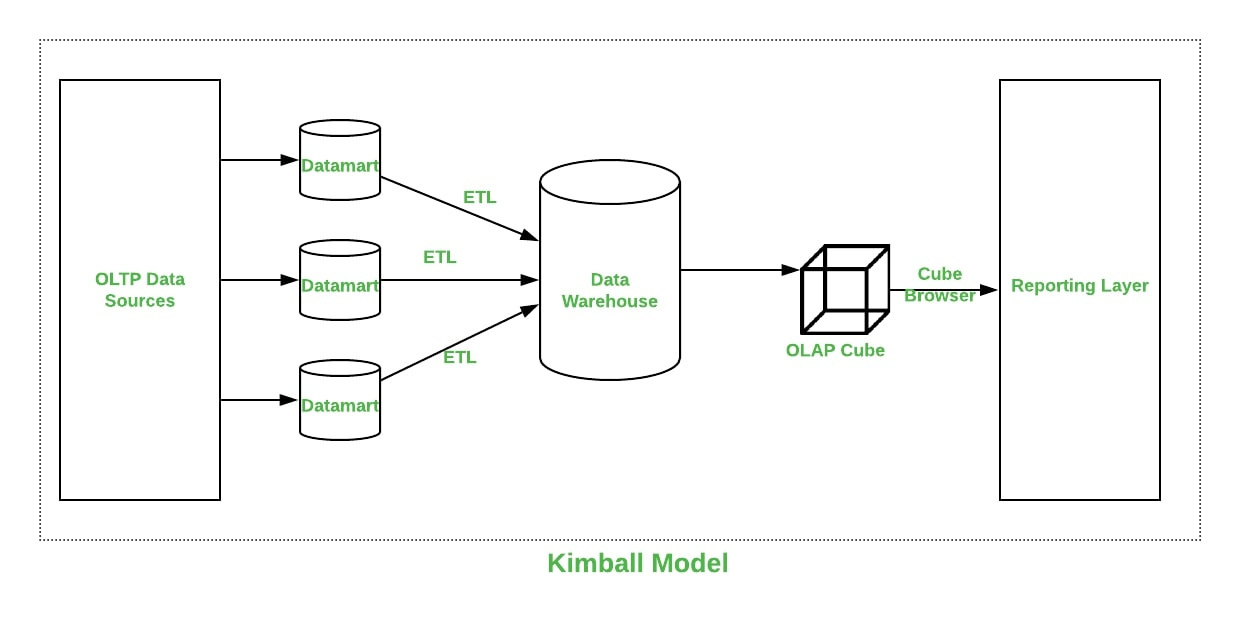 OLTP Data
Sources
Datamart
Datamart
Datamart
ETL
ETL
ETL
Data
Warehouse
OLAP Cube
Cube
Browser
Reporting Layer
Kimball Model